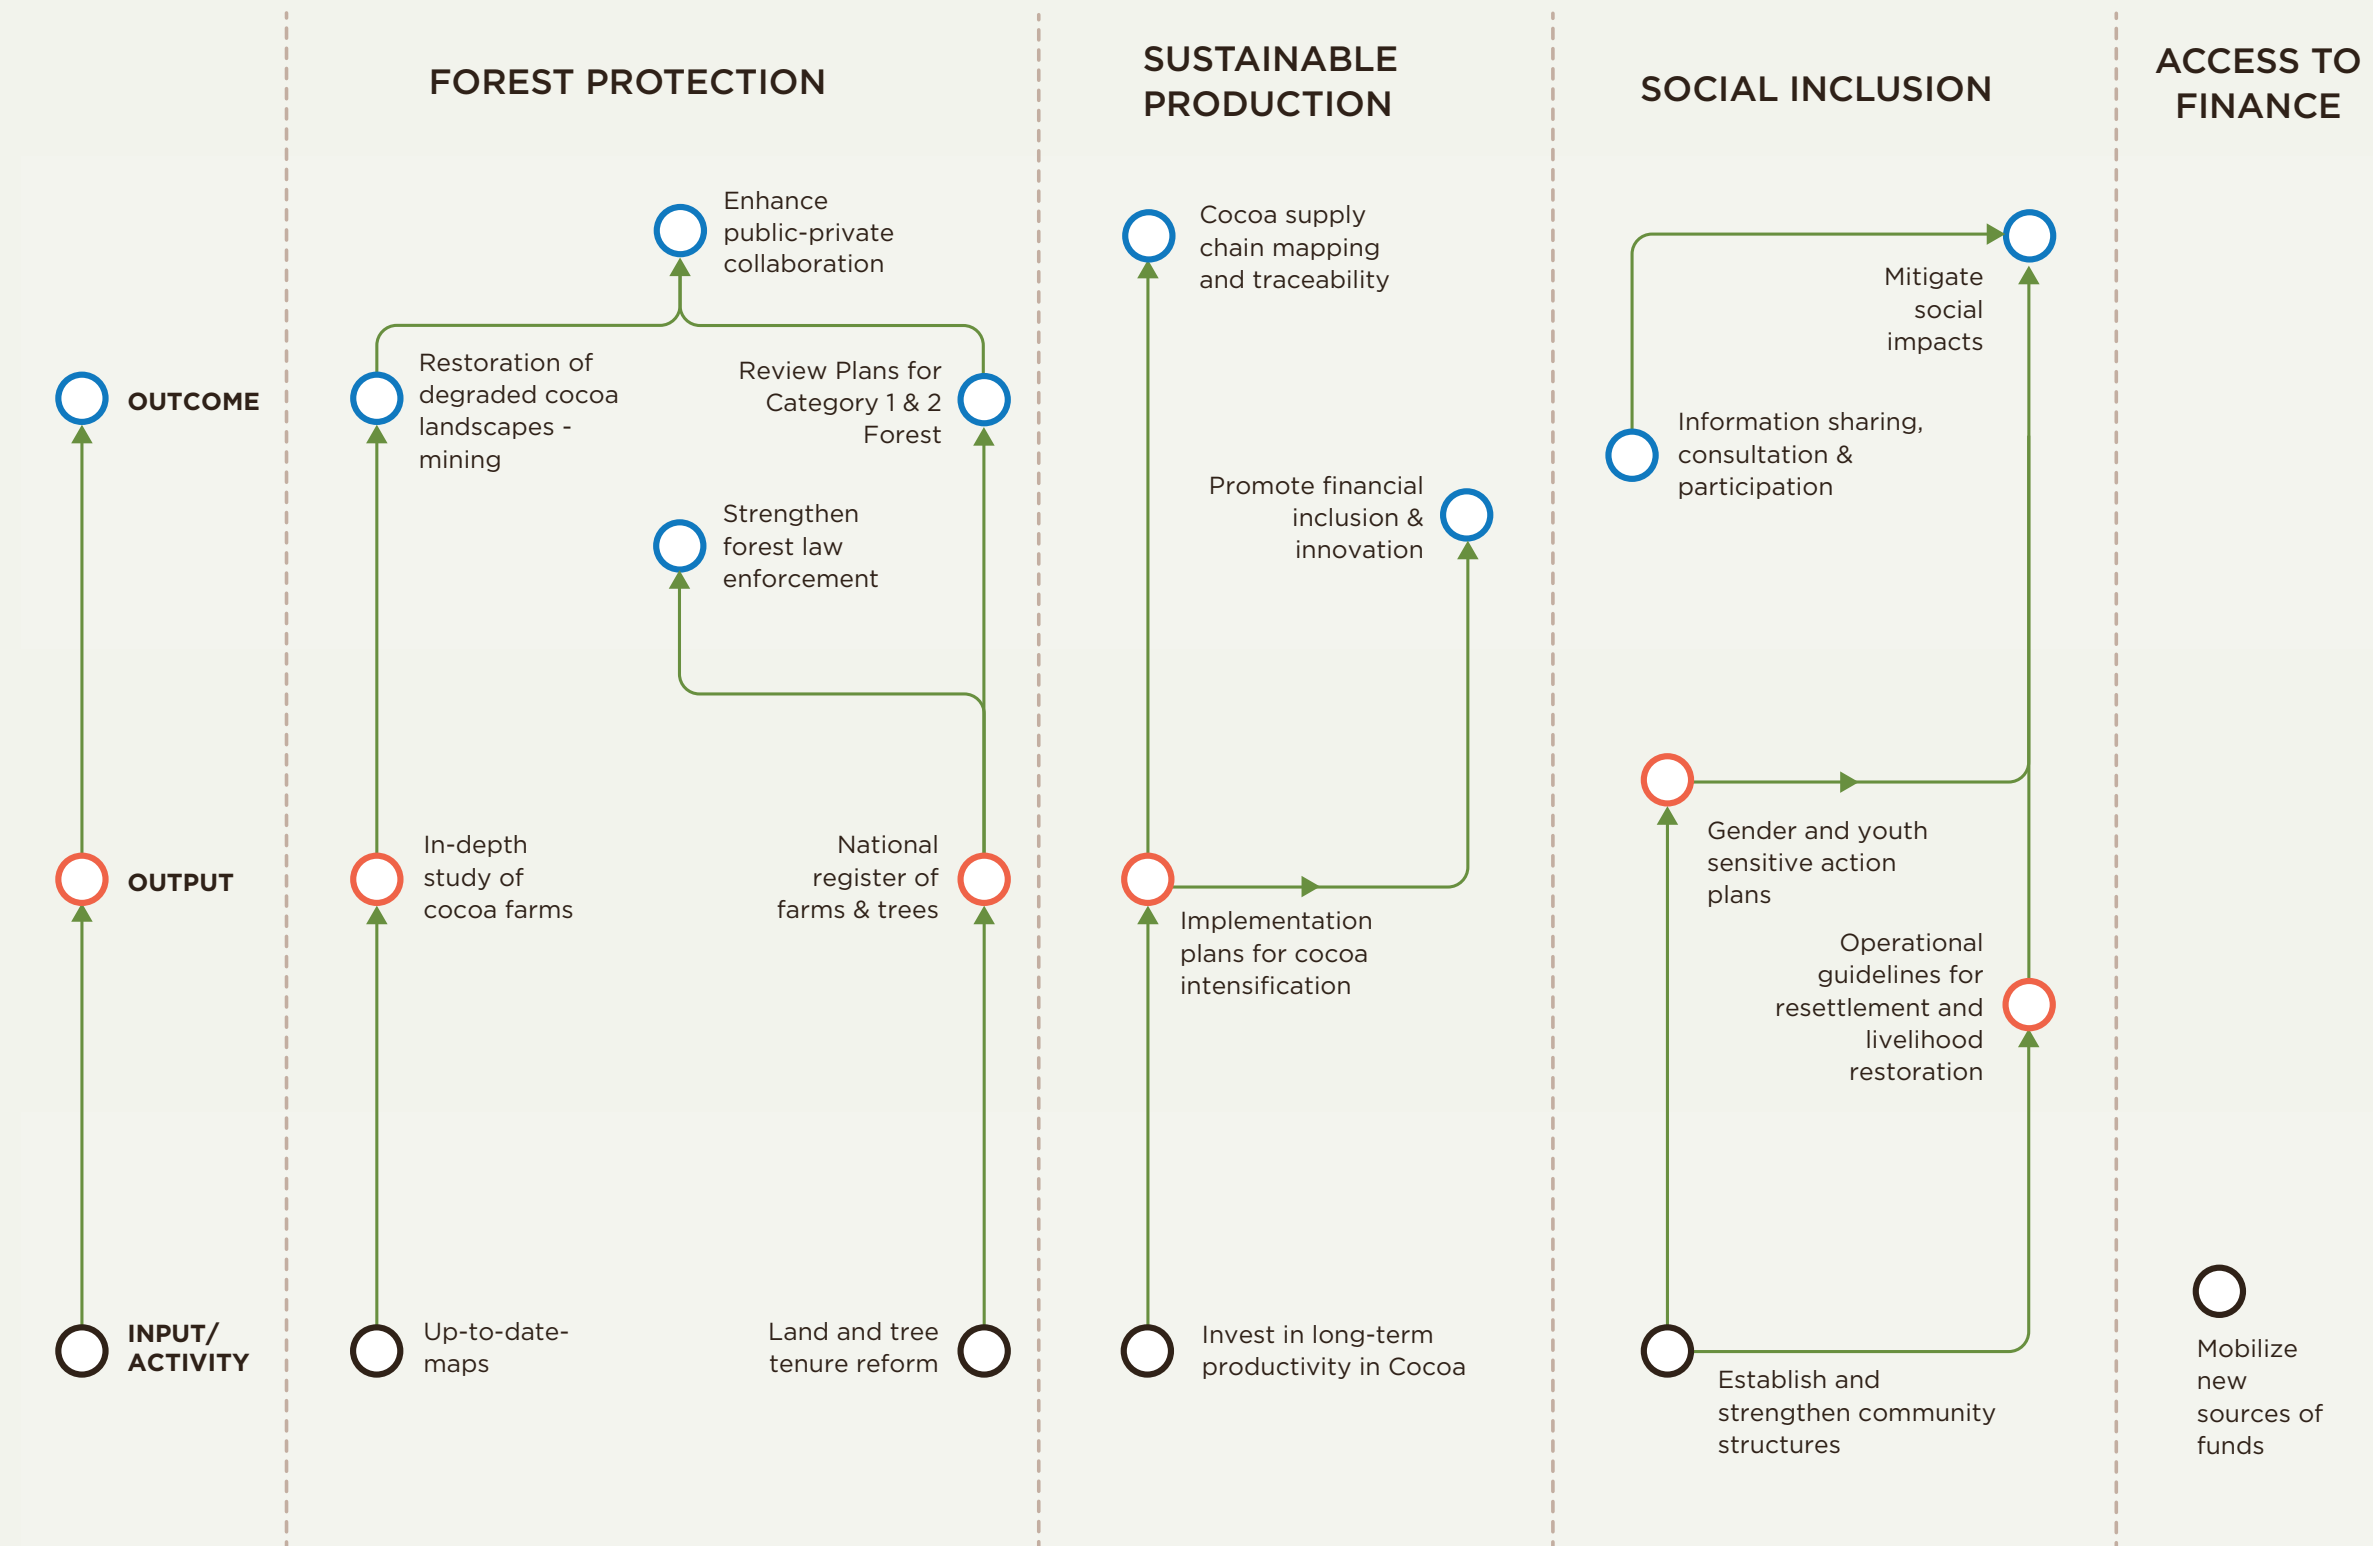 FOREST PROTECTION
SUSTAINABLE
PRODUCTION
SOCIAL INCLUSION
ACCESS TO
FINANCE
OUTCOME
OUTPUT
INPUT/
ACTIVITY
Enhance
public-private
collaboration
Restoration of
degraded cocoa
landscapes -
mining
Review Plans for
Category 1 & 2
Forest
Strengthen
forest law
enforcement
In-depth
study of
cocoa farms
National
register of
farms & trees
Up-to-date-
maps
Land and tree
tenure reform
Cocoa supply
chain mapping
and traceability
Promote financial
inclusion &
innovation
Implementation
plans for cocoa
intensification
Invest in long-term
productivity in Cocoa
Mitigate
social
impacts
Information sharing,
consultation &
participation
Gender and youth
sensitive action
plans
Operational
guidelines for
resettlement and
livelihood
restoration
Establish and
strengthen community
structures
Mobilize
new
sources of
funds